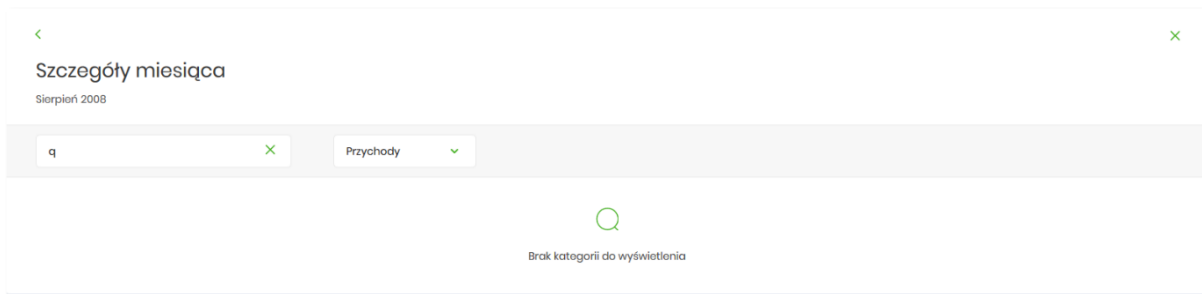 Szczegóły miesiąca
Sierpień 2008
q
Przychody
Brak kategorii do wyświetlenia